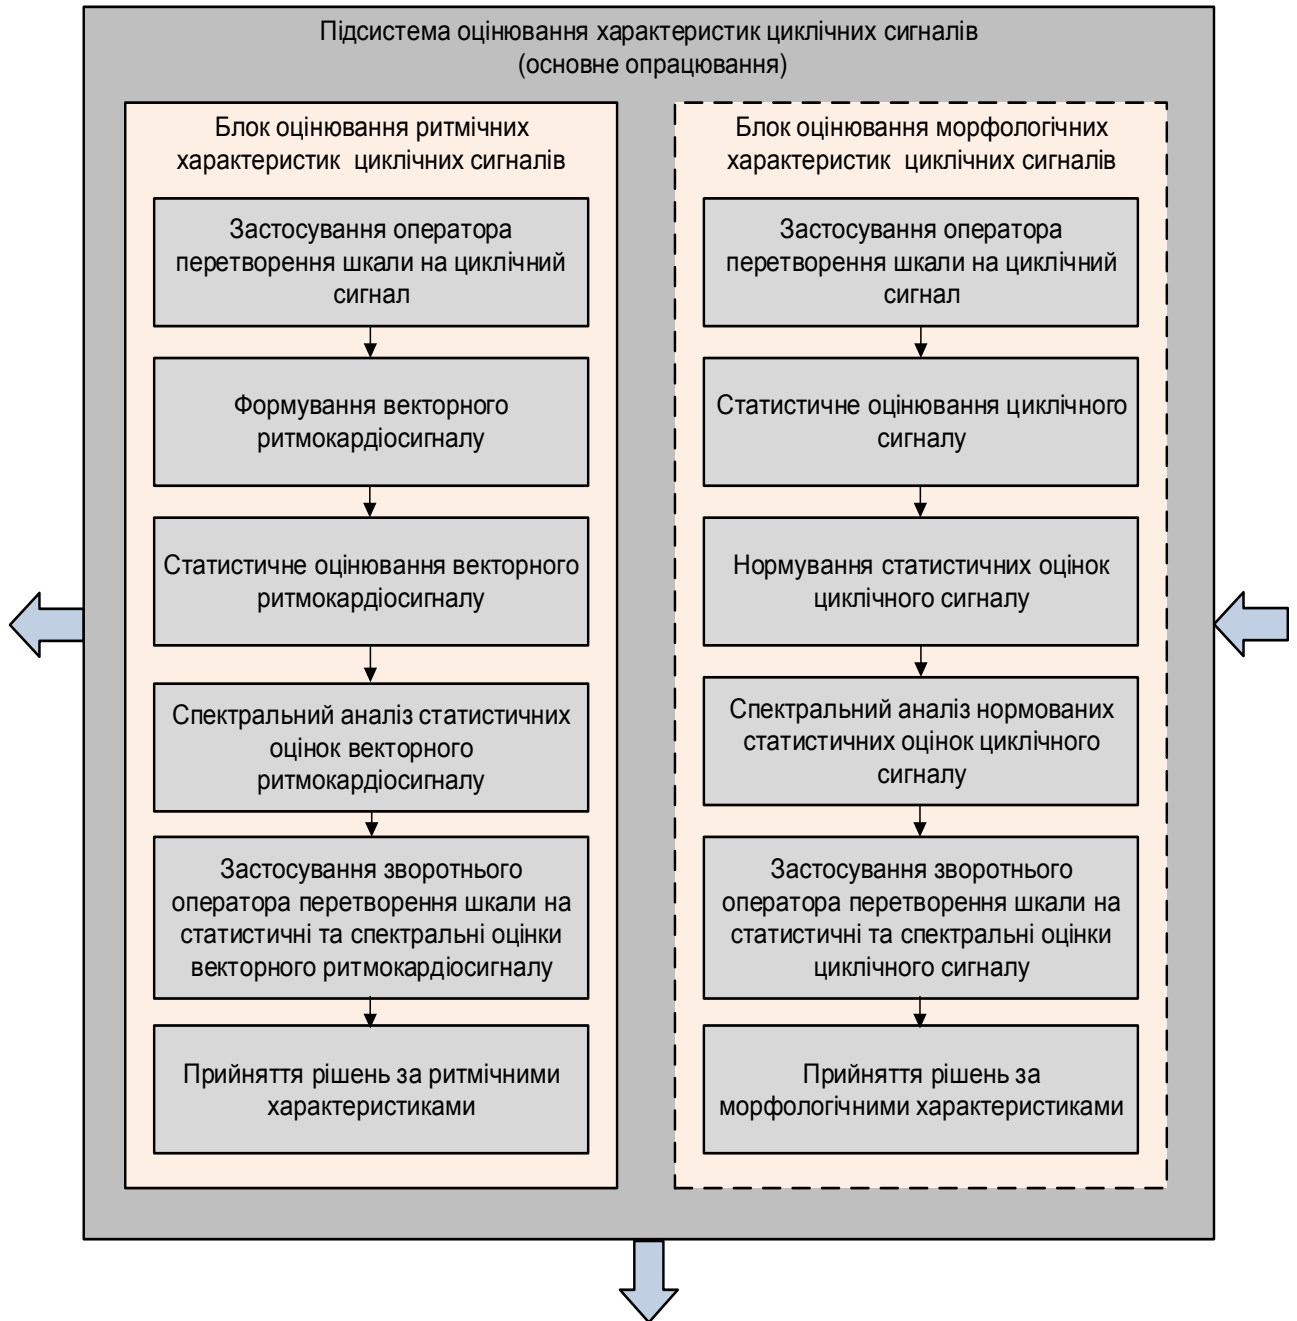 Підсистема оцінювання характеристик циклічних сигналів
(основне опрацювання)
Блок оцінювання ритмічних
характеристик циклічних сигналів
Застосування оператора
перетворення шкали на циклічний
сигнал
Формування векторного
ритмокардіосигналу
Статистичне оцінювання векторного
ритмокардіосигналу
Спектральний аналіз статистичних
оцінок векторного
ритмокардіосигналу
Застосування зворотнього
оператора перетворення шкали на
статистичні та спектральні оцінки
векторного ритмокардіосигналу
Прийняття рішень за ритмічними
характеристиками
Блок оцінювання морфологічних
характеристик циклічних сигналів
Застосування оператора
перетворення шкали на циклічний
сигнал
Статистичне оцінювання циклічного
сигналу
Нормування статистичних оцінок
циклічного сигналу
Спектральний аналіз нормованих
статистичних оцінок циклічного
сигналу
Застосування зворотнього
оператора перетворення шкали на
статистичні та спектральні оцінки
циклічного сигналу
Прийняття рішень за
морфологічними характеристиками